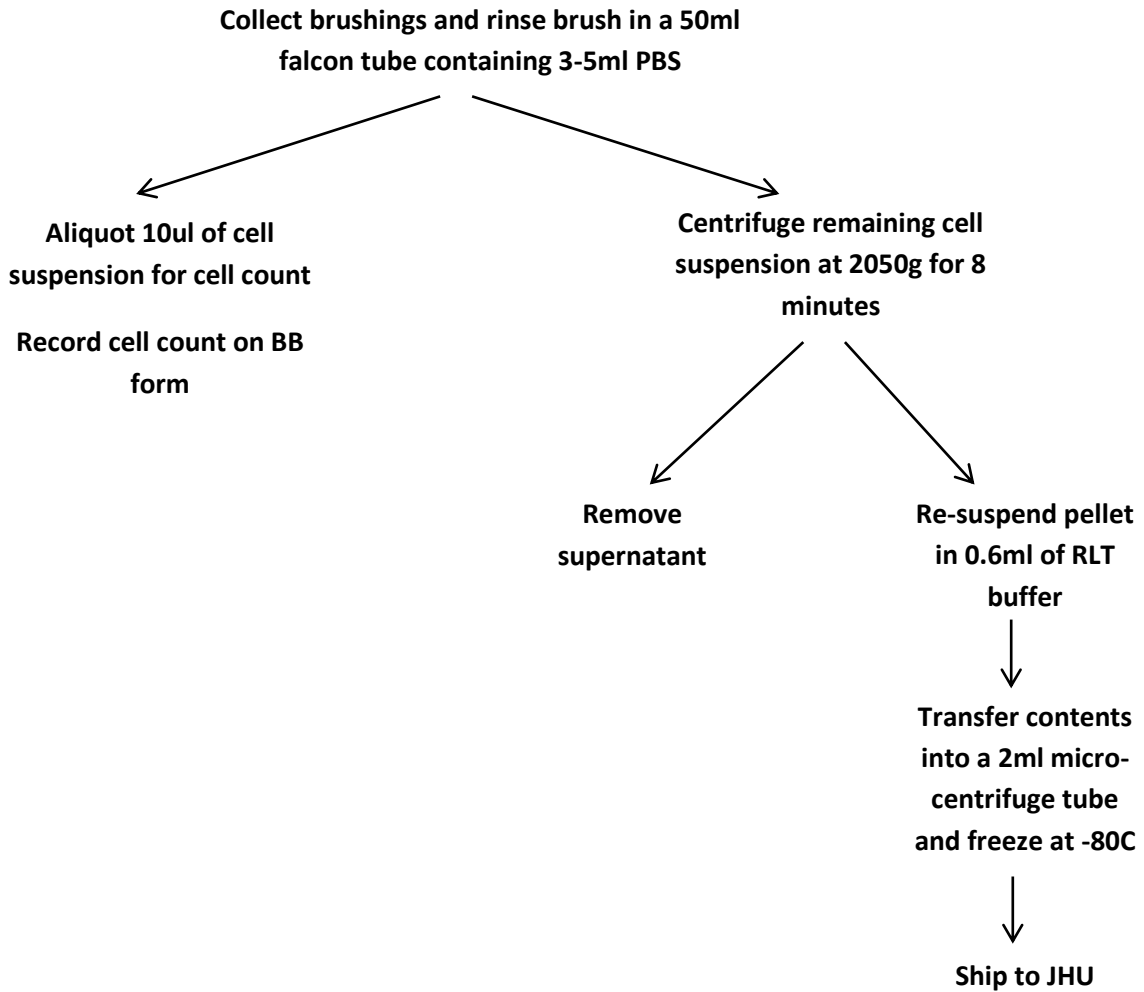 Collect brushings and rinse brush in a 50ml
falcon tube containing 3-5ml PBS
Aliquot 10ul of cell
suspension for cell count
Record cell count on BB
form
Centrifuge remaining cell
suspension at 2050g for 8
minutes
Remove
supernatant
Re-suspend pellet
in 0.6ml of RLT
buffer
Transfer contents
into a 2ml micro-
centrifuge tube
and freeze at -80C
Ship to JHU